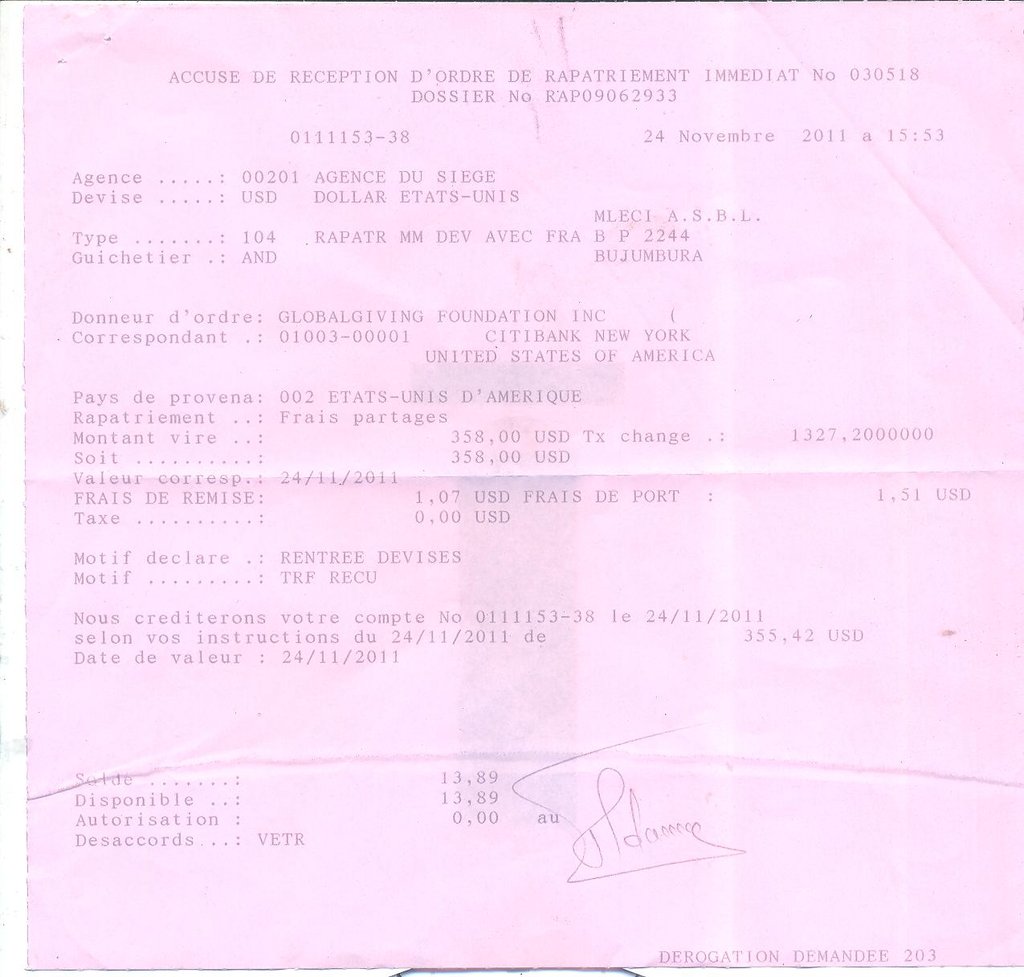 ACCUSE DE RECEPTION D'ORDRE DE RAPATRIEMENT IMMEDIAT No 030518
DOSSIER No RAP09062933
0111153-38 24 Novembre 2011 a 15:53
Agence .....: 00201 AGENCE DU SIEGE
Devise .....: USD DOLLAR ETATS-UNIS
MLECI A.S.B.L.
Type .......: 104 RAPATR MM DEV AVEC FRA B P 2244
Guichetier .: AND BUJUMBURA
Donneur d'ordre: GLOBALGIVING FOUNDATION INC (
Correspondant .: 01003-00001 CITIBANK NEW YORK
UNITED STATES OF AMERICA
Pays de provena: 002 ETATS-UNIS D'AMERIQUE
Rapatriement ..: Frais partages
Montant vire ..: 358,00 USD Tx change .: 1327,2000000
Soit ..........: 358,00 USD
Valeur corresp.: 24/11/2011
FRAIS DE REMISE: 1,07 USD FRAIS DE PORT : 1,51 USD
Taxe ..........: 0,00 USD
Motif declare .: RENTREE DEVISES
Motif .........: TRF RECU
Nous crediterons votre compte No 0111153-38 le 24/11/2011
selon vos instructions du 24/11/2011 de 355,42 USD
Date de valeur : 24/11/2011
Solde .......: 13,89
Disponible ..: 13,89
Autorisation : 0,00 au
Desaccords...: VETR
DEROGATION DEMANDEE 203